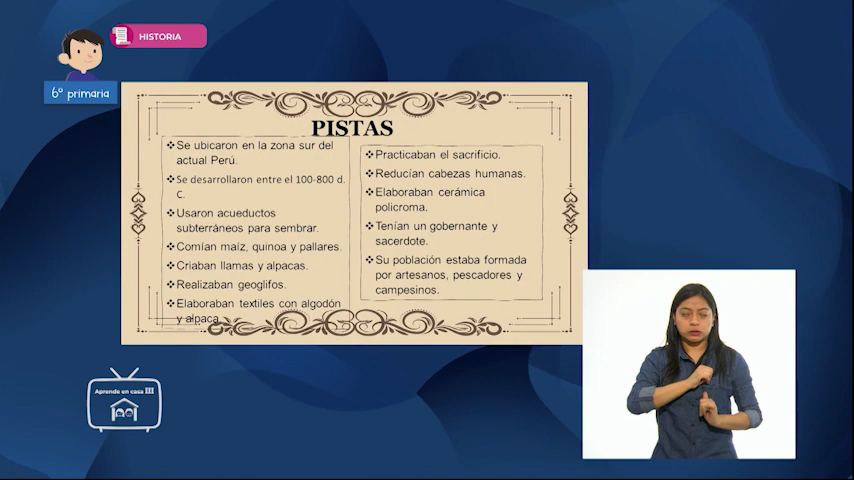 HISTORIA
6º primaria
PISTAS
❖Se ubicaron en la zona sur del
actual Perú.
❖Se desarrollaron entre el 100-800 d.
C.
❖Usaron acueductos
subterráneos para sembrar.
❖Comían maíz, quinoa y pallares.
❖Criaban llamas y alpacas.
❖Realizaban geoglifos.
❖Elaboraban textiles con algodón
y alpaca.
❖Practicaban el sacrificio.
❖Reducían cabezas humanas.
❖Elaboraban cerámica
policroma.
❖Tenían un gobernante y
sacerdote.
❖Su población estaba formada
por artesanos, pescadores y
campesinos.
Aprende en casa III